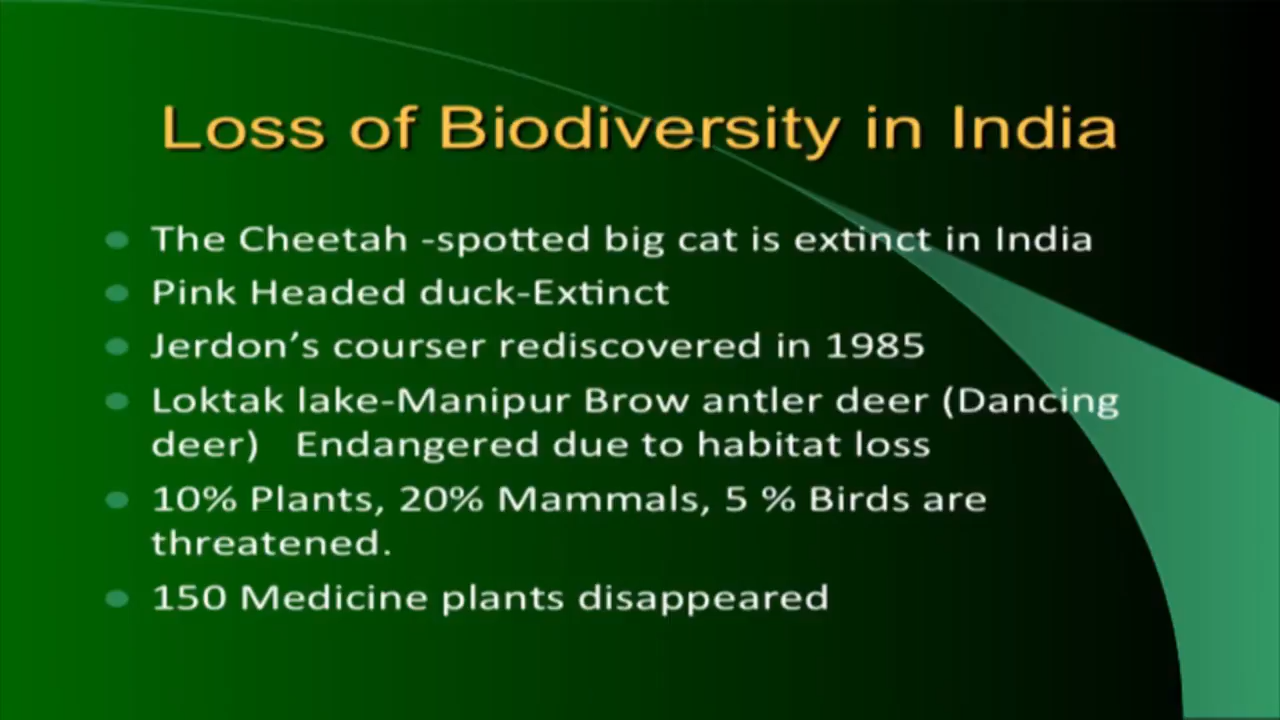 Loss of Biodiversity in India
The Cheetah -spotted big cat is extinct in India
Pink Headed duck-Extinct
Jerdon’s courser rediscovered in 1985
Loktak lake-Manipur Brow antler deer (Dancing
deer)   Endangered due to habitat loss
10% Plants, 20% Mammals, 5 % Birds are
threatened.
150 Medicine plants disappeared